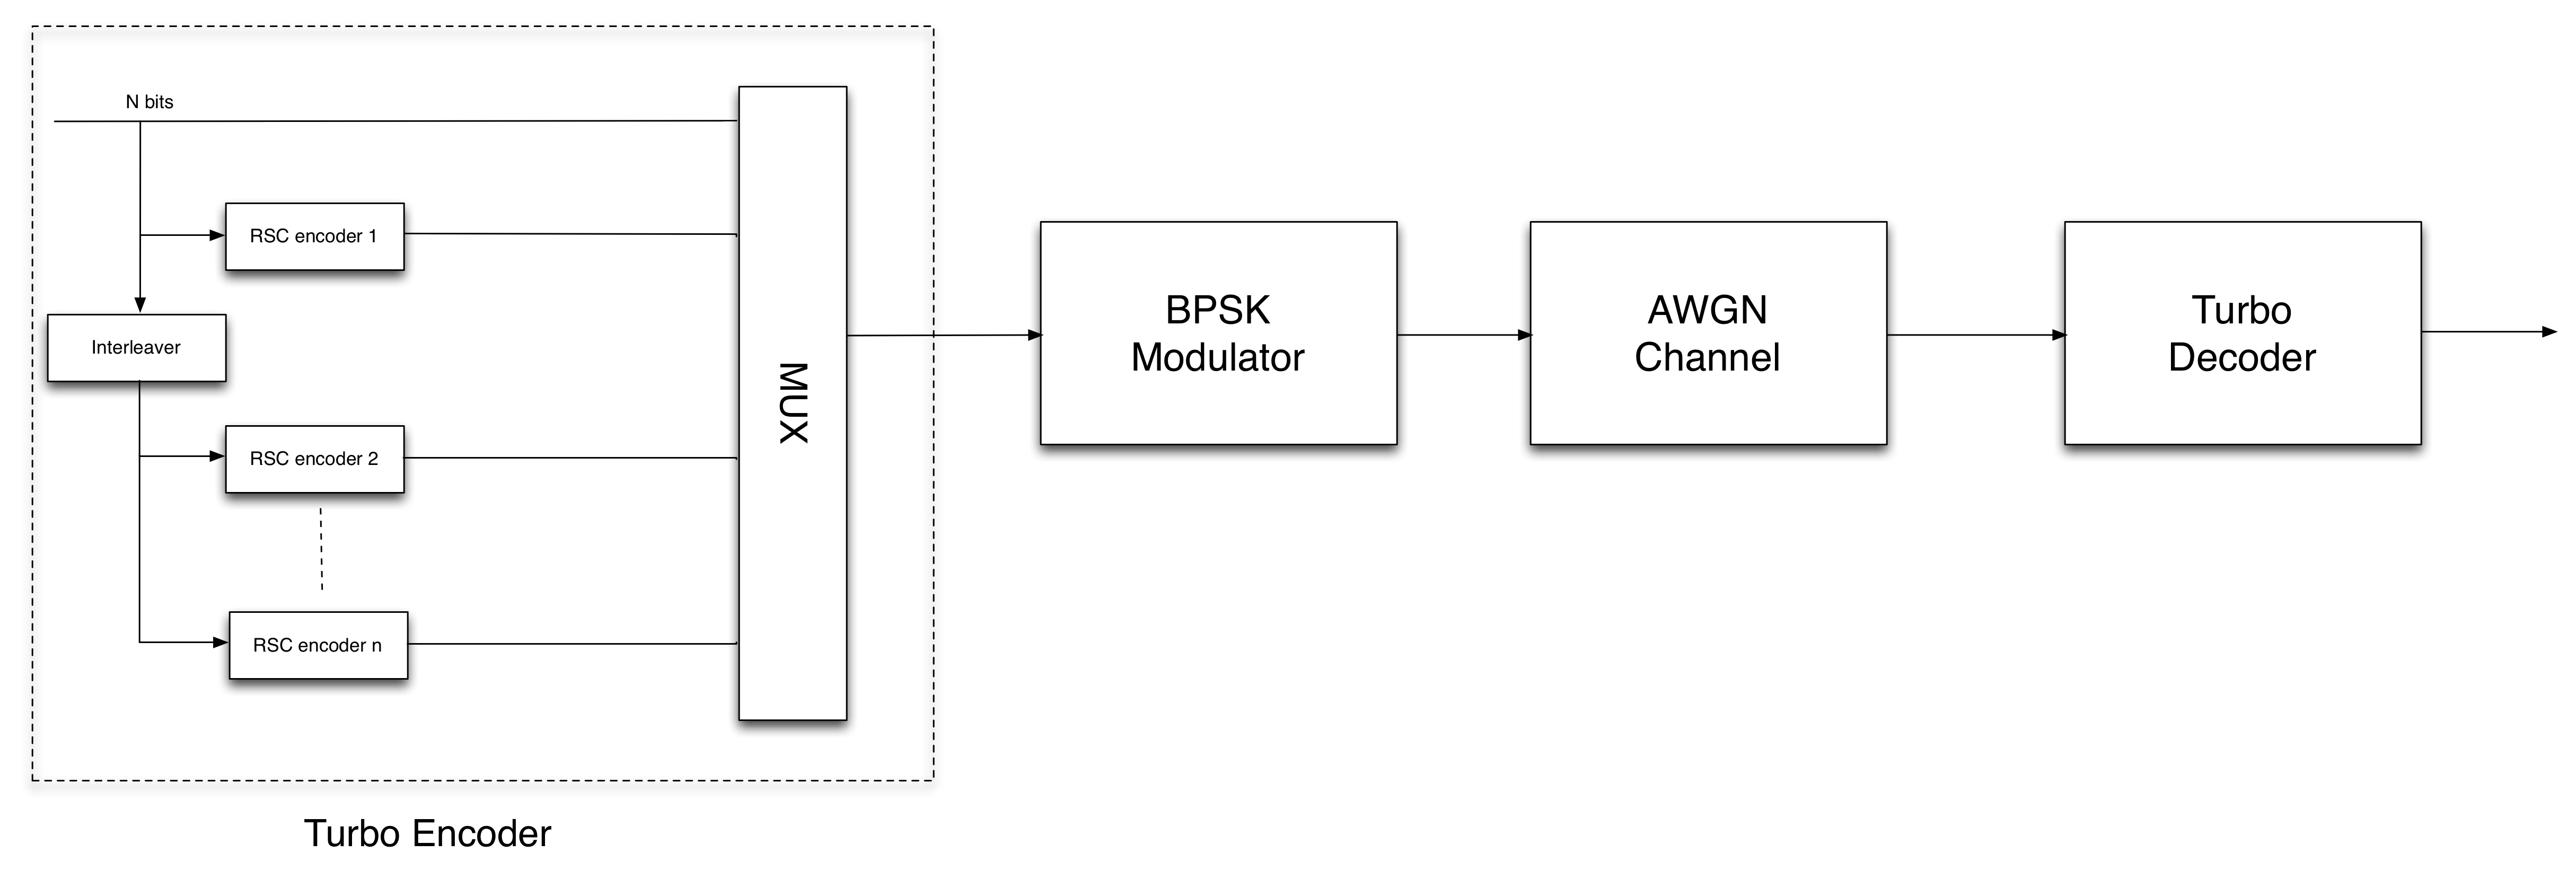 N bits
RSC encoder 1
Interleaver
RSC encoder 2
RSC encoder n
MUX
Turbo Encoder
BPSK
Modulator
AWGN
Channel
Turbo
Decoder